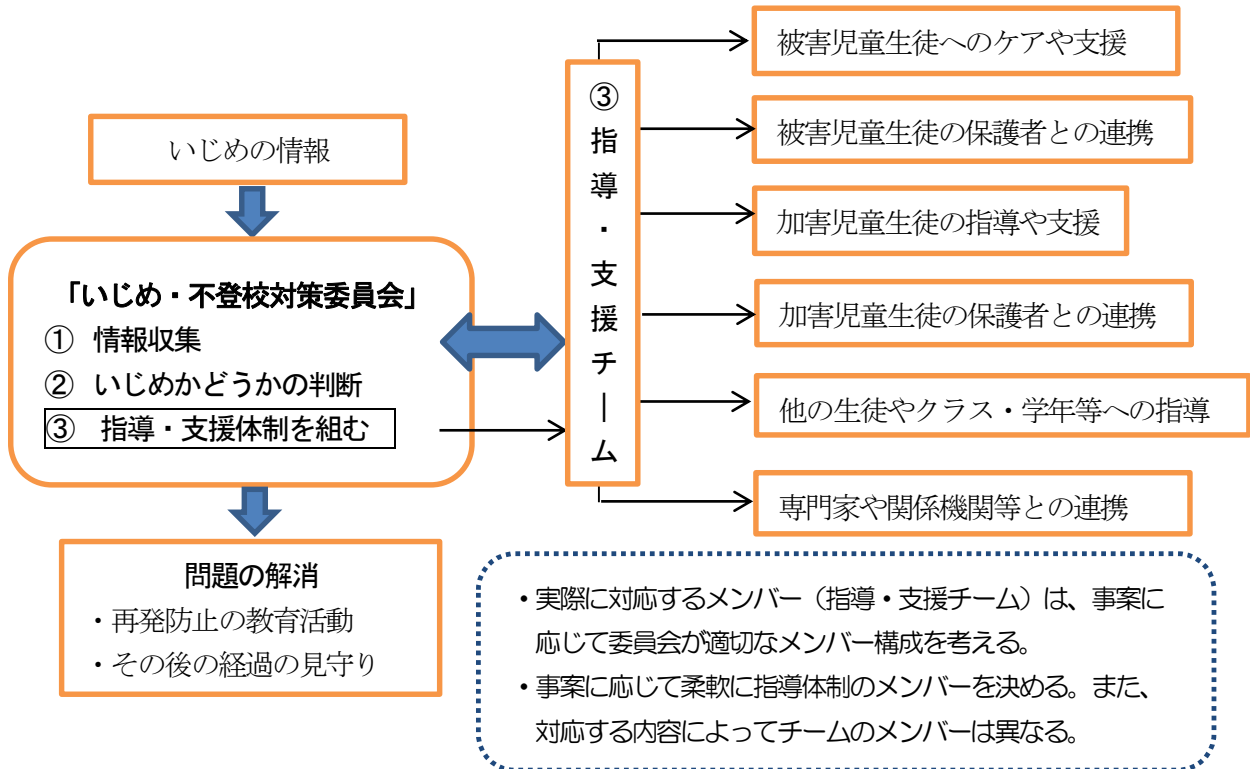 いじめの情報
「いじめ・不登校対策委員会」
① 情報収集
② いじめかどうかの判断
③ 指導・支援体制を組む
問題の解消
・再発防止の教育活動
・その後の経過の見守り
③指導・支援チーム
被害児童生徒へのケアや支援
被害児童生徒の保護者との連携
加害児童生徒の指導や支援
加害児童生徒の保護者との連携
他の生徒やクラス・学年等への指導
専門家や関係機関等との連携
・実際に対応するメンバー（指導・支援チーム）は、事案に
応じて委員会が適切なメンバー構成を考える。
・事案に応じて柔軟に指導体制のメンバーを決める。また、
対応する内容によってチームのメンバーは異なる。